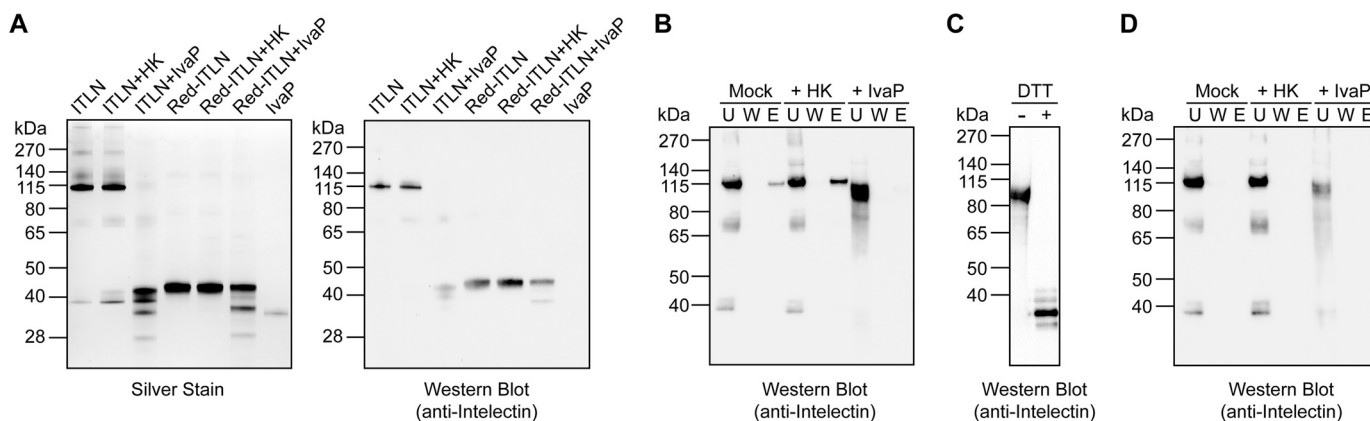 A
ITLN
ITLN+HK
ITLN+IvaP
Red-ITLN
Red-ITLN+HK
Red-ITLN+IvaP
IvaP
kDa
270
140
115
80
65
50
40
28
Silver Stain
ITLN
ITLN+HK
ITLN+IvaP
Red-ITLN
Red-ITLN+HK
Red-ITLN+IvaP
IvaP
kDa
270
140
115
80
65
50
40
28
Western Blot
(anti-Intelectin)
B
Mock + HK + IvaP
kDa U W E U W E U W E
270
140
115
80
65
50
40
Western Blot
(anti-Intelectin)
C
DTT
kDa - +
270
140
115
80
65
50
40
Western Blot
(anti-Intelectin)
D
Mock + HK + IvaP
kDa U W E U W E U W E
270
140
115
80
65
50
40
Western Blot
(anti-Intelectin)